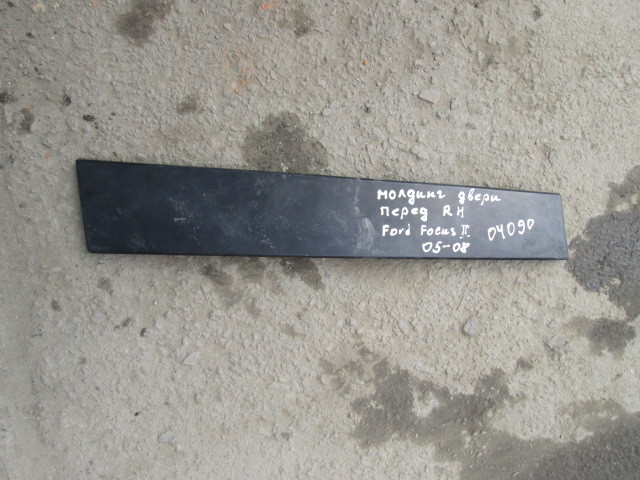 молдинг двери
перед RH
Ford Focus II 04090
05-08